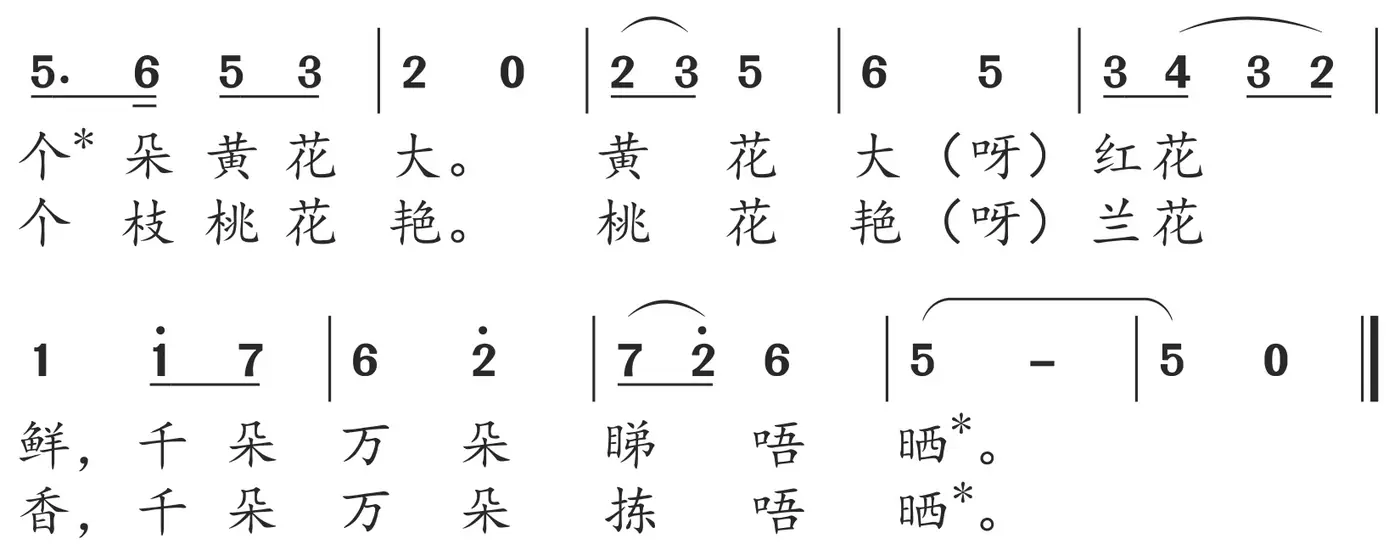 5. 6 5 3 | 2 0 | 2 3 5 | 6 5 | 3 4 3 2 |
个* 朵 黄 花 大。 黄 花 大 (呀) 红 花
个 枝 桃 花 艳。 桃 花 艳 (呀) 兰 花
1 i 7 | 6 2̇ | 7 2̇ 6 | 5 – | 5 0 ‖
鲜, 千 朵 万 朵 睇 唔 晒*。
香, 千 朵 万 朵 拣 唔 晒*。